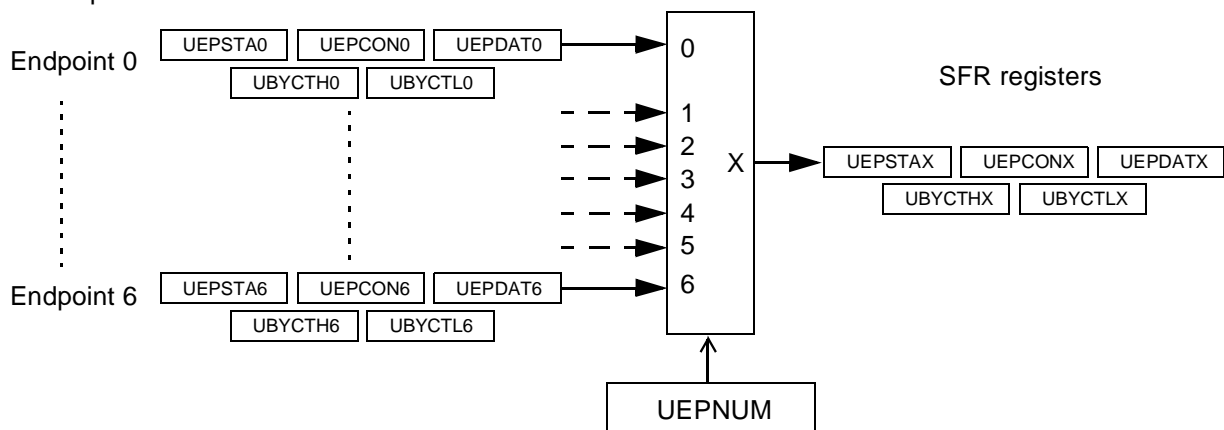 Endpoint 0
UEPSTA0 UEPCON0 UEPDAT0
UBYCTH0 UBYCTL0
0
1
2
3
4
5
6
X
SFR registers
UEPSTAX UEPCONX UEPDATX
UBYCTHX UBYCTLX
Endpoint 6
UEPSTA6 UEPCON6 UEPDAT6
UBYCTH6 UBYCTL6
UEPNUM